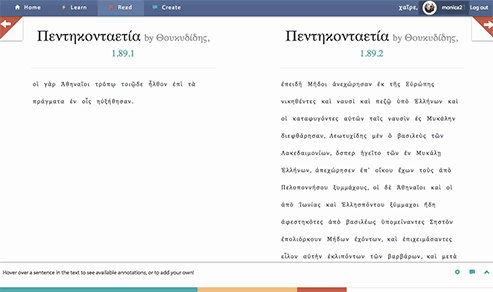 Home Learn Read Create χαῖρε, monica2 Log out
Πεντηκονταετία by Θουκυδίδης,
1.89.1
οἱ γὰρ Ἀθηναῖοι τρόπῳ τοιῷδε ἦλθον ἐπὶ τὰ
πράγματα ἐν οἷς ηὐξήθησαν.
Πεντηκονταετία by Θουκυδίδης,
1.89.2
ἐπειδὴ Μῆδοι ἀνεχώρησαν ἐκ τῆς Εὐρώπης
νικηθέντες καὶ ναυσὶ καὶ πεζῷ ὑπὸ Ἑλλήνων καὶ
οἱ καταφυγόντες αὐτῶν ταῖς ναυσὶν ἐς Μυκάλην
διεφθάρησαν, Λεωτυχίδης μὲν ὁ βασιλεὺς τῶν
Λακεδαιμονίων, ὅσπερ ἡγεῖτο τῶν ἐν Μυκάλῃ
Ἑλλήνων, ἀπεχώρησεν ἐπ’ οἴκου ἔχων τοὺς ἀπὸ
Πελοποννήσου ξυμμάχους, οἱ δὲ Ἀθηναῖοι καὶ οἱ
ἀπὸ Ἰωνίας καὶ Ἑλλησπόντου ξύμμαχοι ἤδη
ἀφεστηκότες ἀπὸ βασιλέως ὑπομείναντες Σηστὸν
ἐπολιόρκουν Μήδων ἐχόντων, καὶ ἐπιχειμάσαντες
εἷλον αὐτὴν ἐκλιπόντων τῶν βαρβάρων, καὶ μετὰ
Hover over a sentence in the text to see available annotations, or to add your own!